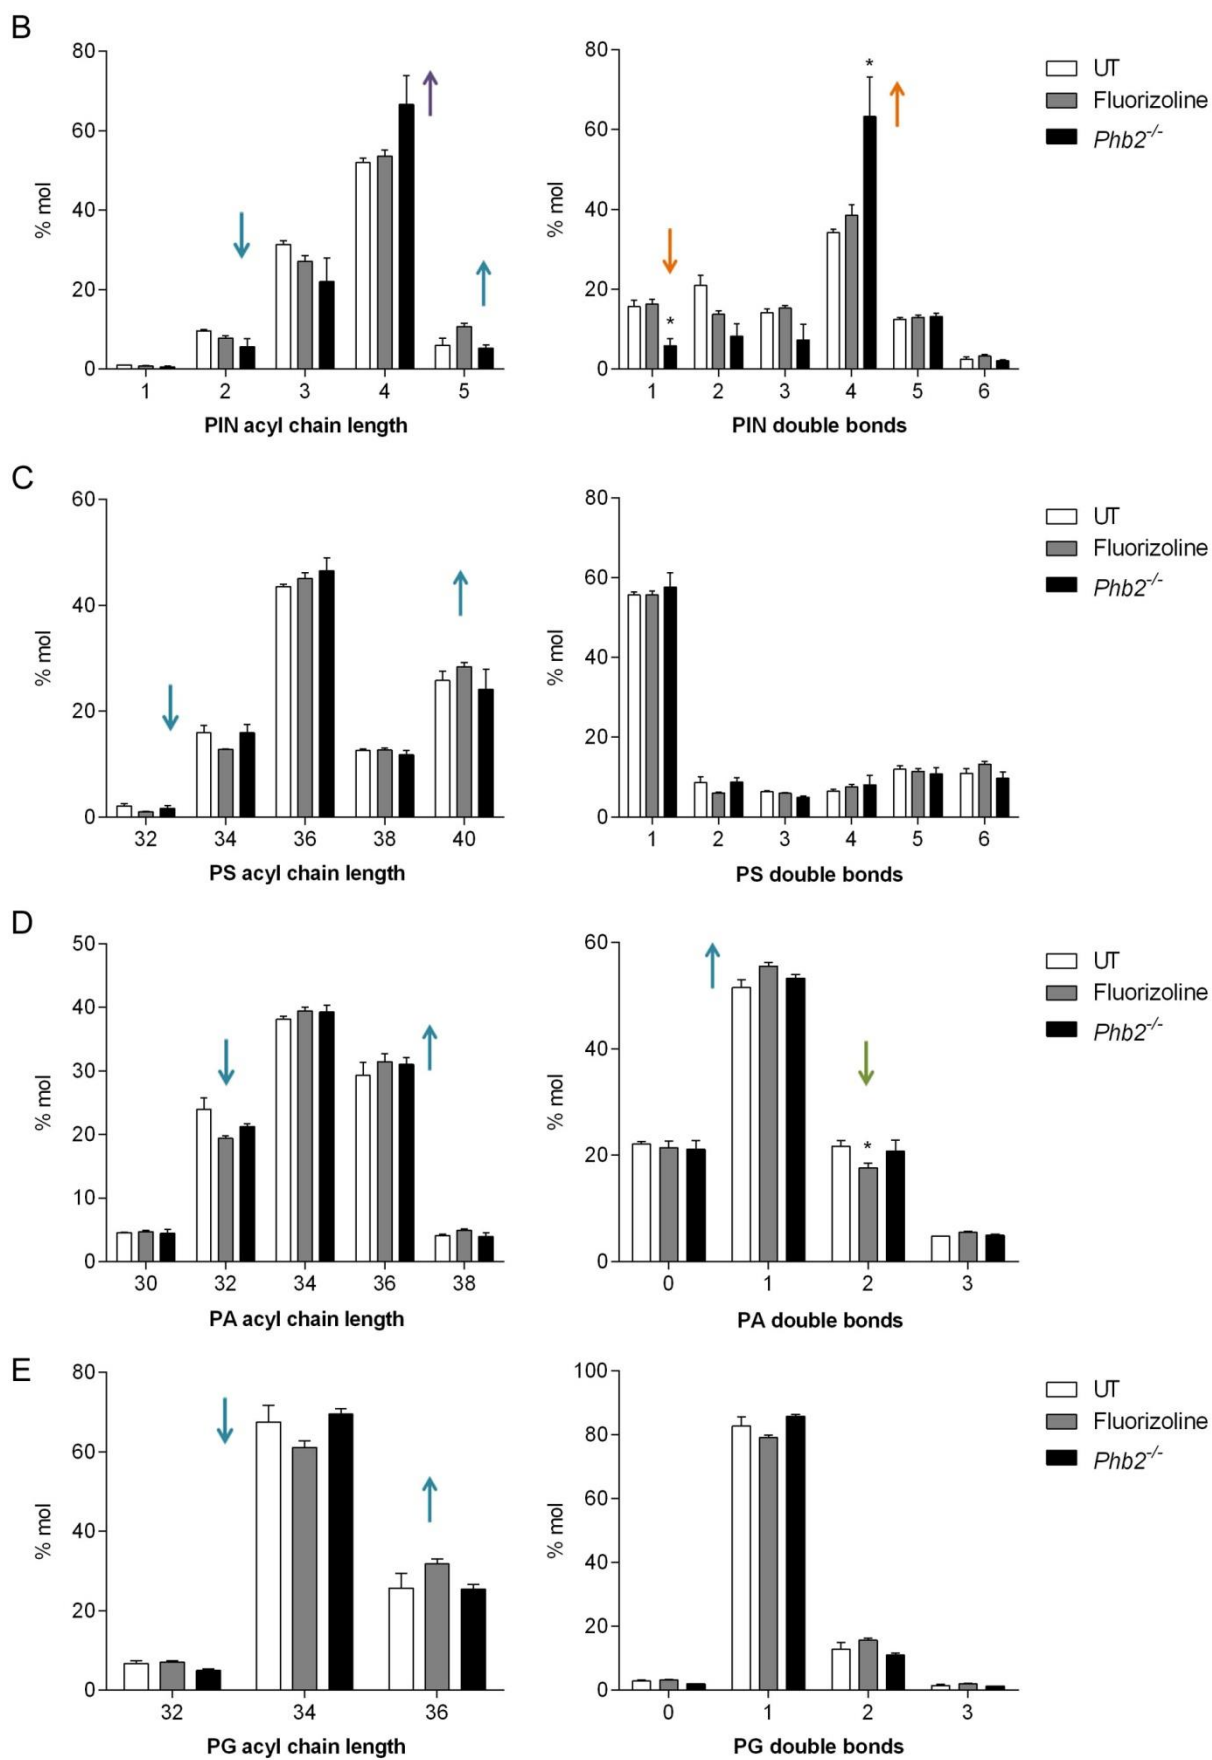 B
80
60
40
20
0
% mol
1 2 3 4 5
PIN acyl chain length
80
60
40
20
0
% mol
*
*
1 2 3 4 5 6
PIN double bonds
UT
Fluorizoline
Phb2-/-
C
60
40
20
0
% mol
32 34 36 38 40
PS acyl chain length
80
60
40
20
0
% mol
1 2 3 4 5 6
PS double bonds
UT
Fluorizoline
Phb2-/-
D
50
40
30
20
10
0
% mol
30 32 34 36 38
PA acyl chain length
60
40
20
0
% mol
*
0 1 2 3
PA double bonds
UT
Fluorizoline
Phb2-/-
E
80
60
40
20
0
% mol
32 34 36
PG acyl chain length
100
80
60
40
20
0
% mol
0 1 2 3
PG double bonds
UT
Fluorizoline
Phb2-/-